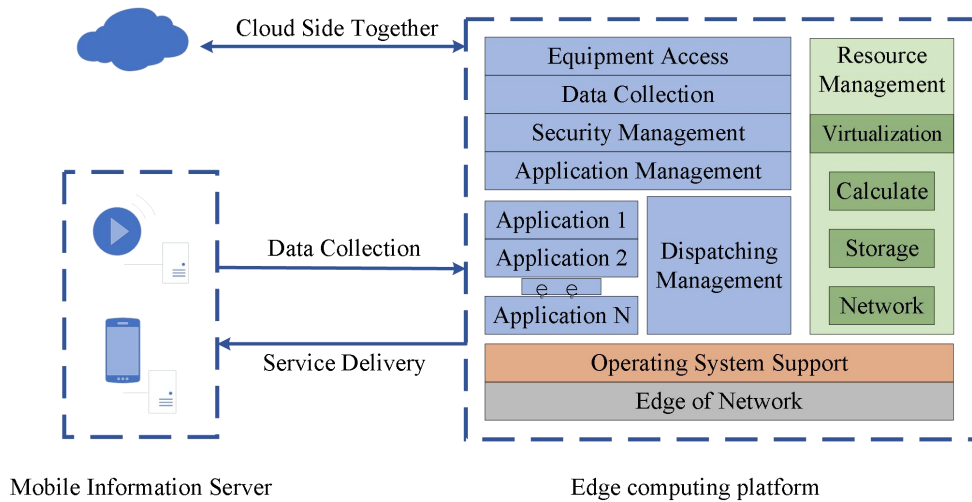 Cloud Side Together
Equipment Access
Data Collection
Security Management
Application Management
Resource
Management
Virtualization
Calculate
Storage
Network
Application 1
Application 2
e e
Application N
Dispatching
Management
Data Collection
Service Delivery
Operating System Support
Edge of Network
Mobile Information Server
Edge computing platform